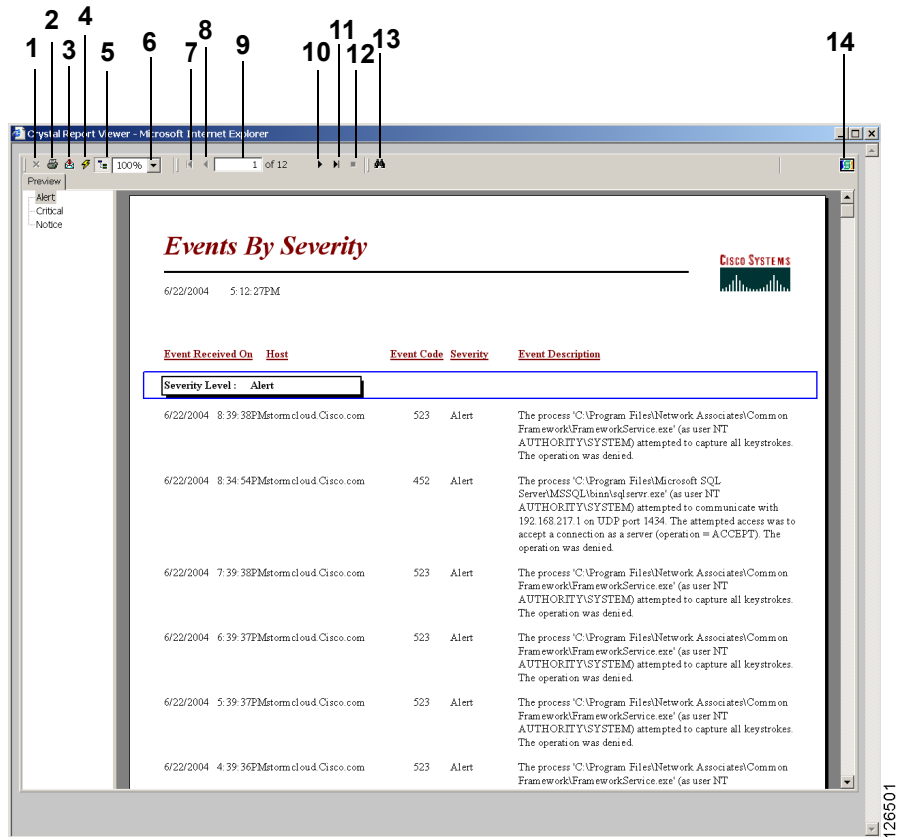 1 2 3 4 5 6 7 8 9 10 11 12 13 14
Crystal Report Viewer - Microsoft Internet Explorer
100% 1 of 12
Preview
Alert
Critical
Notice
Events By Severity
CISCO SYSTEMS
6/22/2004 5:12:27PM
Event Received On Host Event Code Severity Event Description
Severity Level : Alert
6/22/2004 8:39:38PMstormcloud.Cisco.com 523 Alert The process 'C:\Program Files\Network Associates\Common
Framework\FrameworkService.exe' (as user NT
AUTHORITY\SYSTEM) attempted to capture all keystrokes.
The operation was denied.
6/22/2004 8:34:54PMstormcloud.Cisco.com 452 Alert The process 'C:\Program Files\Microsoft SQL
Server\MSSQL\binn\sqlservr.exe' (as user NT
AUTHORITY\SYSTEM) attempted to communicate with
192.168.217.1 on UDP port 1434. The attempted access was to
accept a connection as a server (operation = ACCEPT). The
operation was denied.
6/22/2004 7:39:38PMstormcloud.Cisco.com 523 Alert The process 'C:\Program Files\Network Associates\Common
Framework\FrameworkService.exe' (as user NT
AUTHORITY\SYSTEM) attempted to capture all keystrokes.
The operation was denied.
6/22/2004 6:39:37PMstormcloud.Cisco.com 523 Alert The process 'C:\Program Files\Network Associates\Common
Framework\FrameworkService.exe' (as user NT
AUTHORITY\SYSTEM) attempted to capture all keystrokes.
The operation was denied.
6/22/2004 5:39:37PMstormcloud.Cisco.com 523 Alert The process 'C:\Program Files\Network Associates\Common
Framework\FrameworkService.exe' (as user NT
AUTHORITY\SYSTEM) attempted to capture all keystrokes.
The operation was denied.
6/22/2004 4:39:36PMstormcloud.Cisco.com 523 Alert The process 'C:\Program Files\Network Associates\Common
Framework\FrameworkService.exe' (as user NT
126501